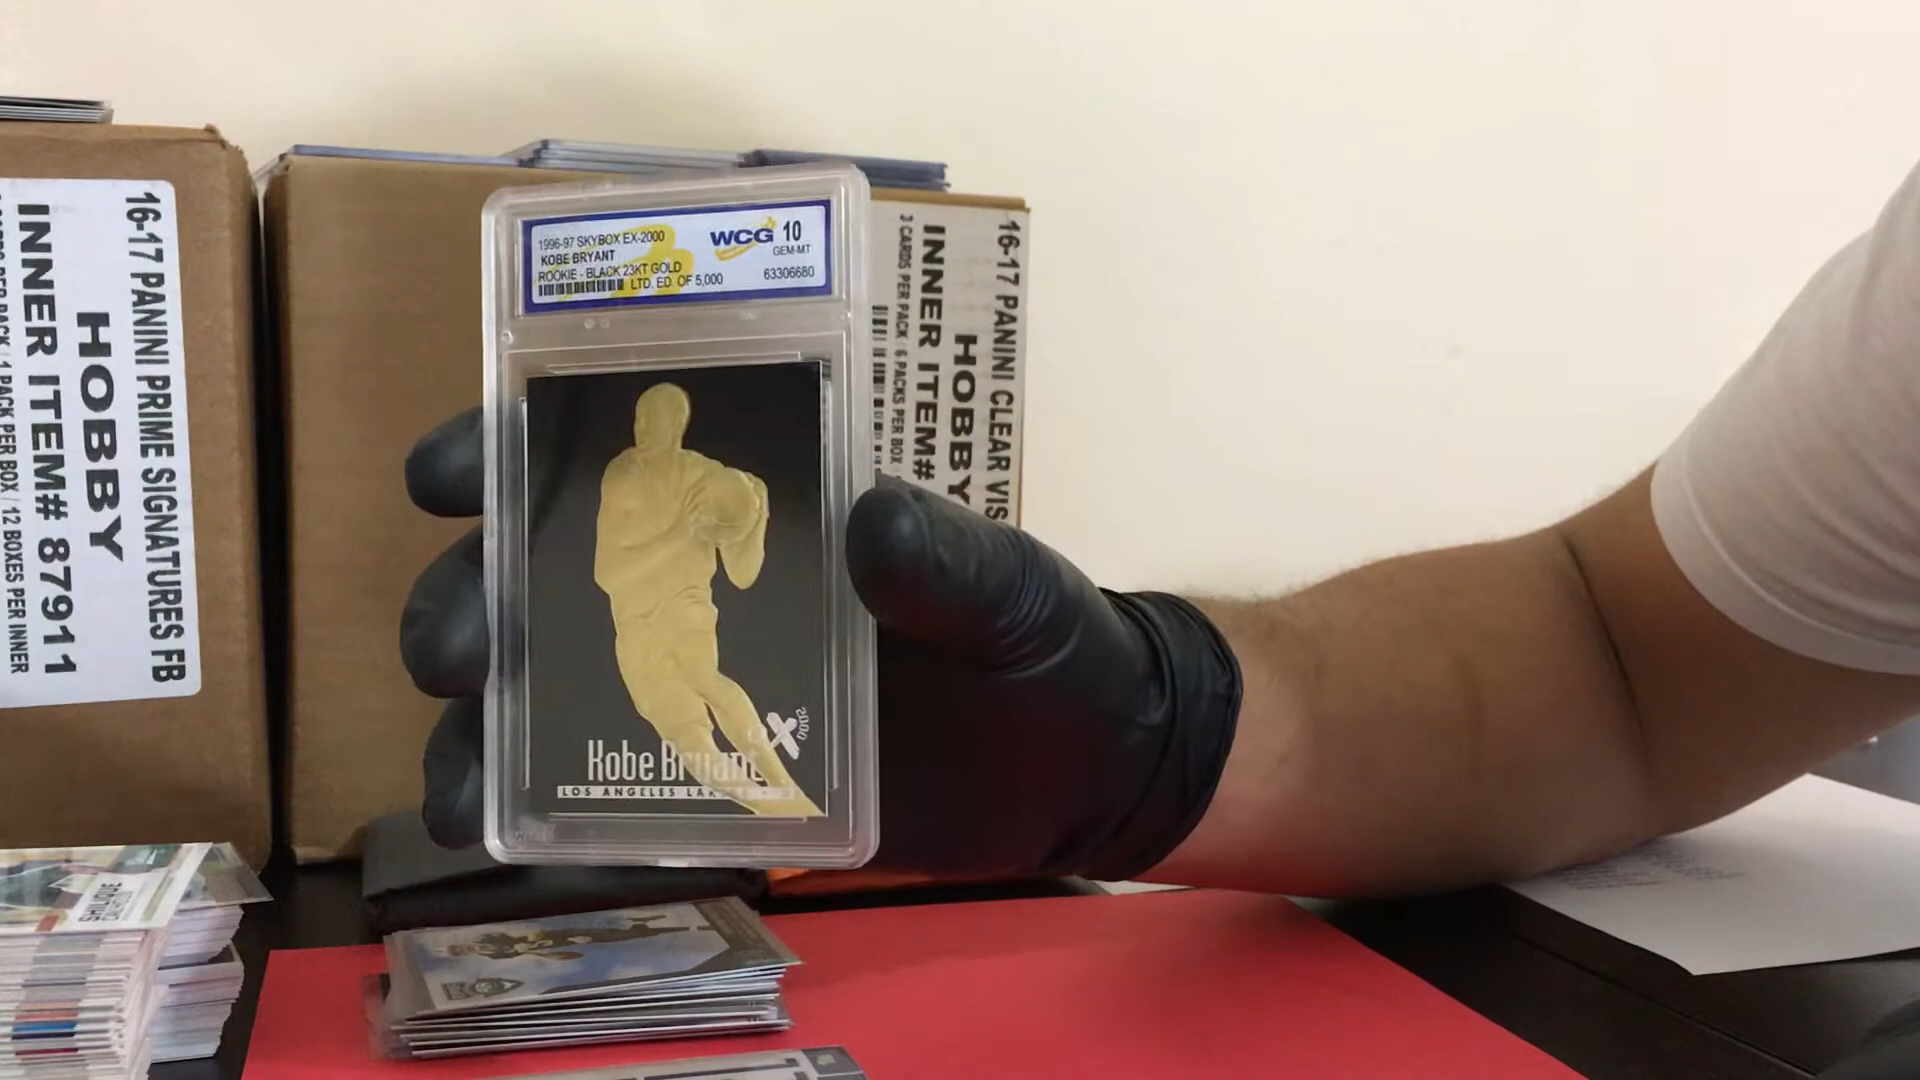 1996-97 SKYBOX EX-2000
KOBE BRYANT
ROOKIE - BLACK 23KT GOLD
LTD. ED OF 5,000
WCG 10
GEM-MT
63306680
Kobe Bryant
X
2000
LOS ANGELES
16-17 PANINI PRIME SIGNATURES FB
HOBBY
INNER ITEM# 87911
1 PACK PER BOX / 12 BOXES PER INNER
16-17 PANINI CLEAR VIS
HOBBY
INNER ITEM#
3 CARDS PER PACK / 6 PACKS PER BOX
SHILIQUE
CALHOUN